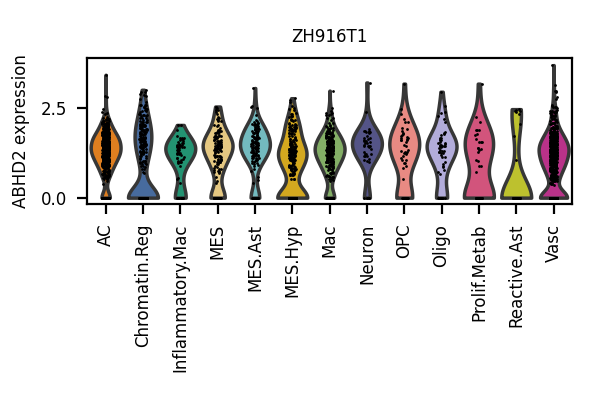 ZH916T1
ABHD2 expression
2.5
0.0
AC
Chromatin.Reg
Inflammatory.Mac
MES
MES.Ast
MES.Hyp
Mac
Neuron
OPC
Oligo
Prolif.Metab
Reactive.Ast
Vasc